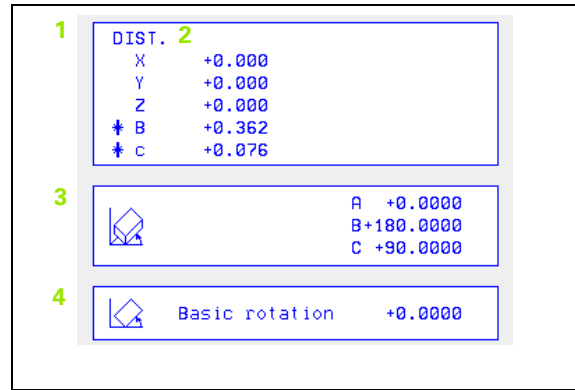 1 DIST. 2
X +0.000
Y +0.000
Z +0.000
* B +0.362
* c +0.076
3
A +0.0000
B+180.0000
C +90.0000
4
Basic rotation +0.0000